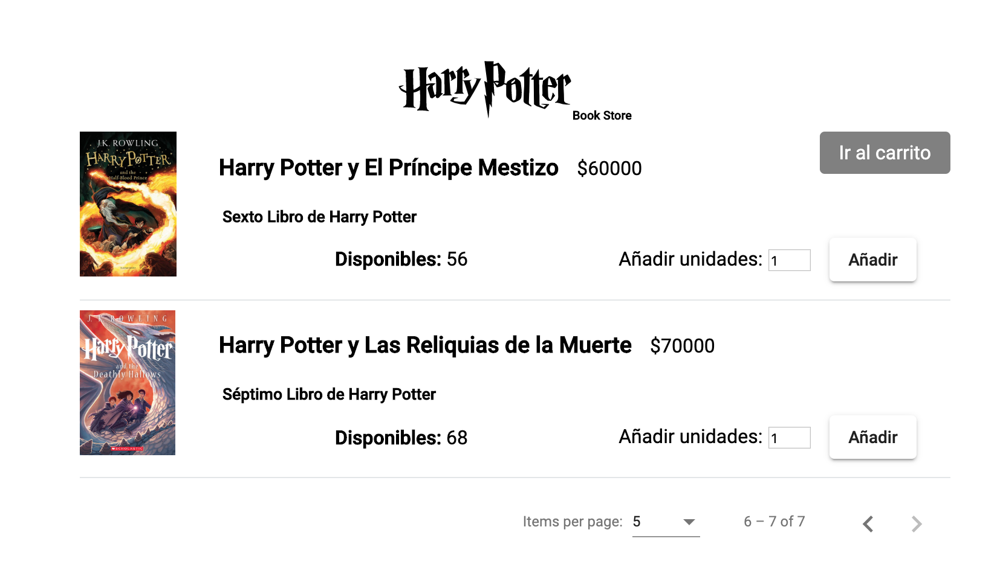 Harry Potter
Book Store
J.K. ROWLING
HARRY POTTER
and the
Half-Blood Prince
Harry Potter y El Príncipe Mestizo $60000
Ir al carrito
Sexto Libro de Harry Potter
Disponibles: 56
Añadir unidades: 1
Añadir
J. K. ROWLING
Harry Potter
and the
Deathly Hallows
SCHOLASTIC
Harry Potter y Las Reliquias de la Muerte $70000
Séptimo Libro de Harry Potter
Disponibles: 68
Añadir unidades: 1
Añadir
Items per page: 5
6 – 7 of 7